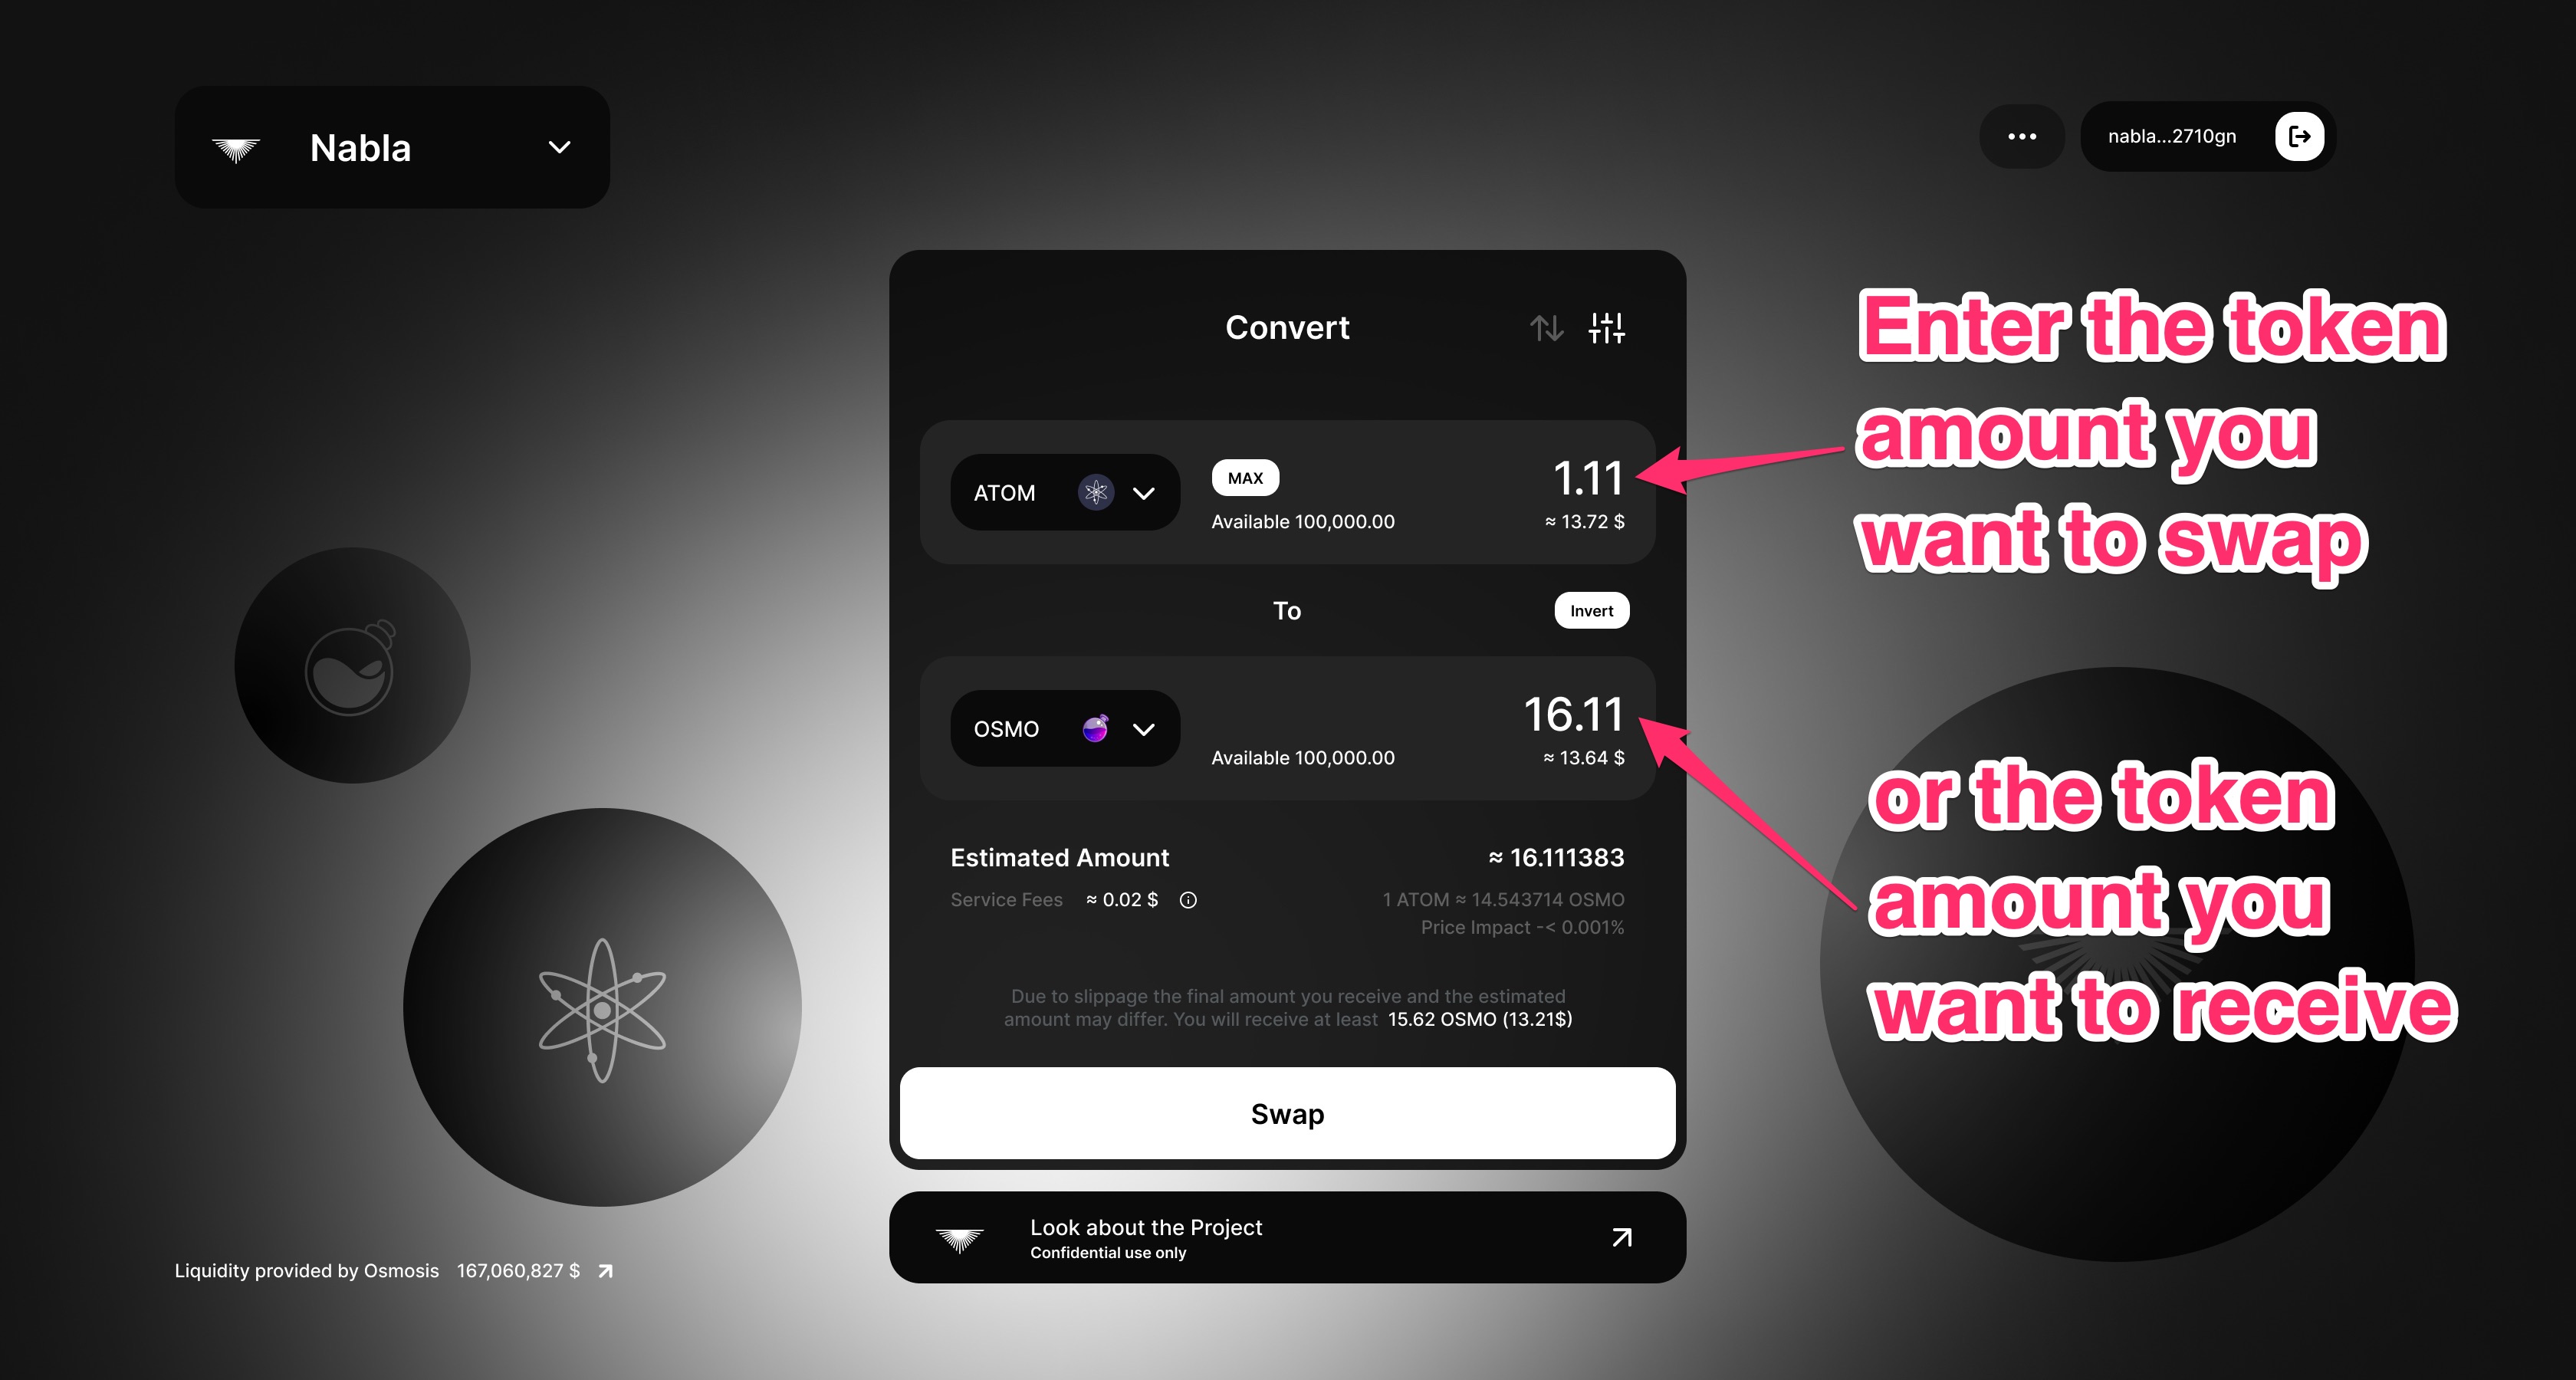 Nabla
•••
nabla...2710gn
Convert
ATOM
MAX
Available 100,000.00
1.11
≈ 13.72 $
To
Invert
OSMO
Available 100,000.00
16.11
≈ 13.64 $
Estimated Amount
≈ 16.111383
Service Fees ≈ 0.02 $
1 ATOM ≈ 14.543714 OSMO
Price Impact -< 0.001%
Due to slippage the final amount you receive and the estimated
amount may differ. You will receive at least 15.62 OSMO (13.21$)
Swap
Look about the Project
Confidential use only
Liquidity provided by Osmosis 167,060,827 $
Enter the token
amount you
want to swap
or the token
amount you
want to receive